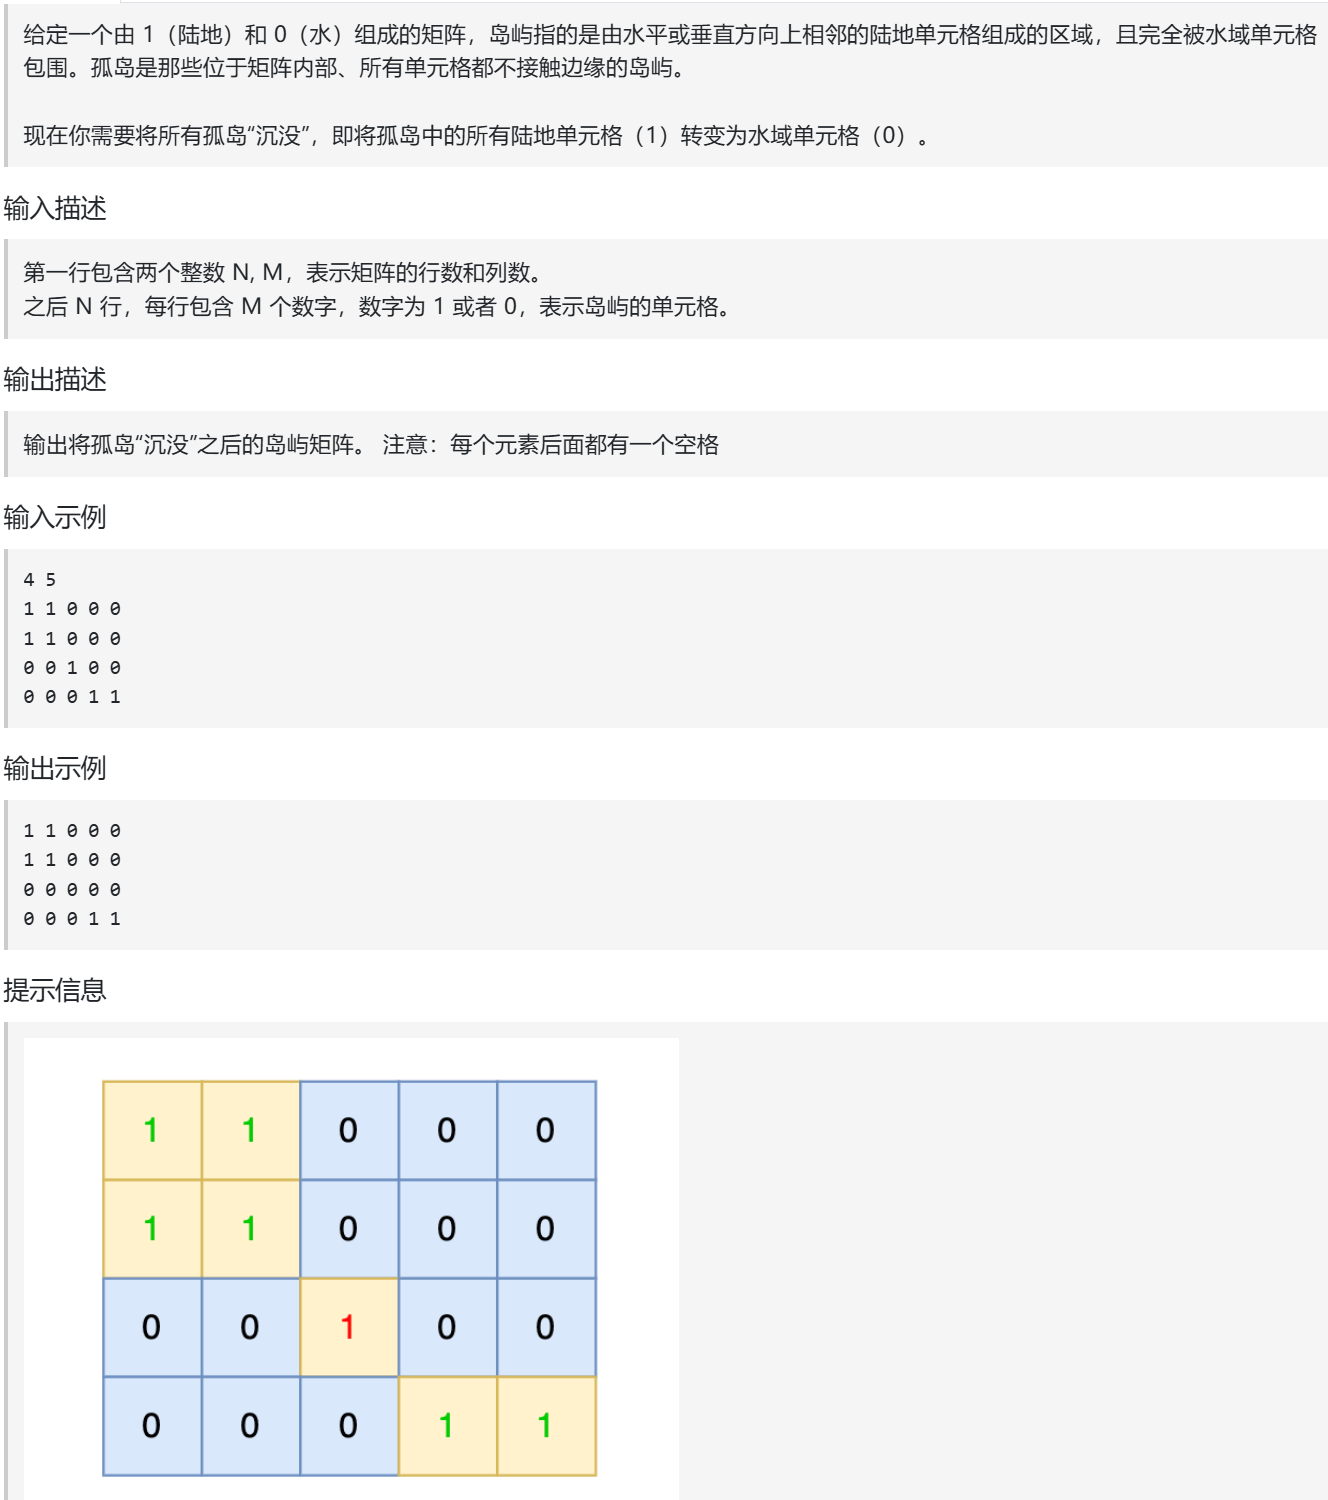 给定一个由 1（陆地）和 0（水）组成的矩阵，岛屿指的是由水平或垂直方向上相邻的陆地单元格组成的区域，且完全被水域单元格
包围。孤岛是那些位于矩阵内部、所有单元格都不接触边缘的岛屿。
现在你需要将所有孤岛“沉没”，即将孤岛中的所有陆地单元格（1）转变为水域单元格（0）。
输入描述
第一行包含两个整数 N, M，表示矩阵的行数和列数。
之后 N 行，每行包含 M 个数字，数字为 1 或者 0，表示岛屿的单元格。
输出描述
输出将孤岛“沉没”之后的岛屿矩阵。 注意：每个元素后面都有一个空格
输入示例
4 5
1 1 0 0 0
1 1 0 0 0
0 0 1 0 0
0 0 0 1 1
输出示例
1 1 0 0 0
1 1 0 0 0
0 0 0 0 0
0 0 0 1 1
提示信息
1 1 0 0 0
1 1 0 0 0
0 0 1 0 0
0 0 0 1 1